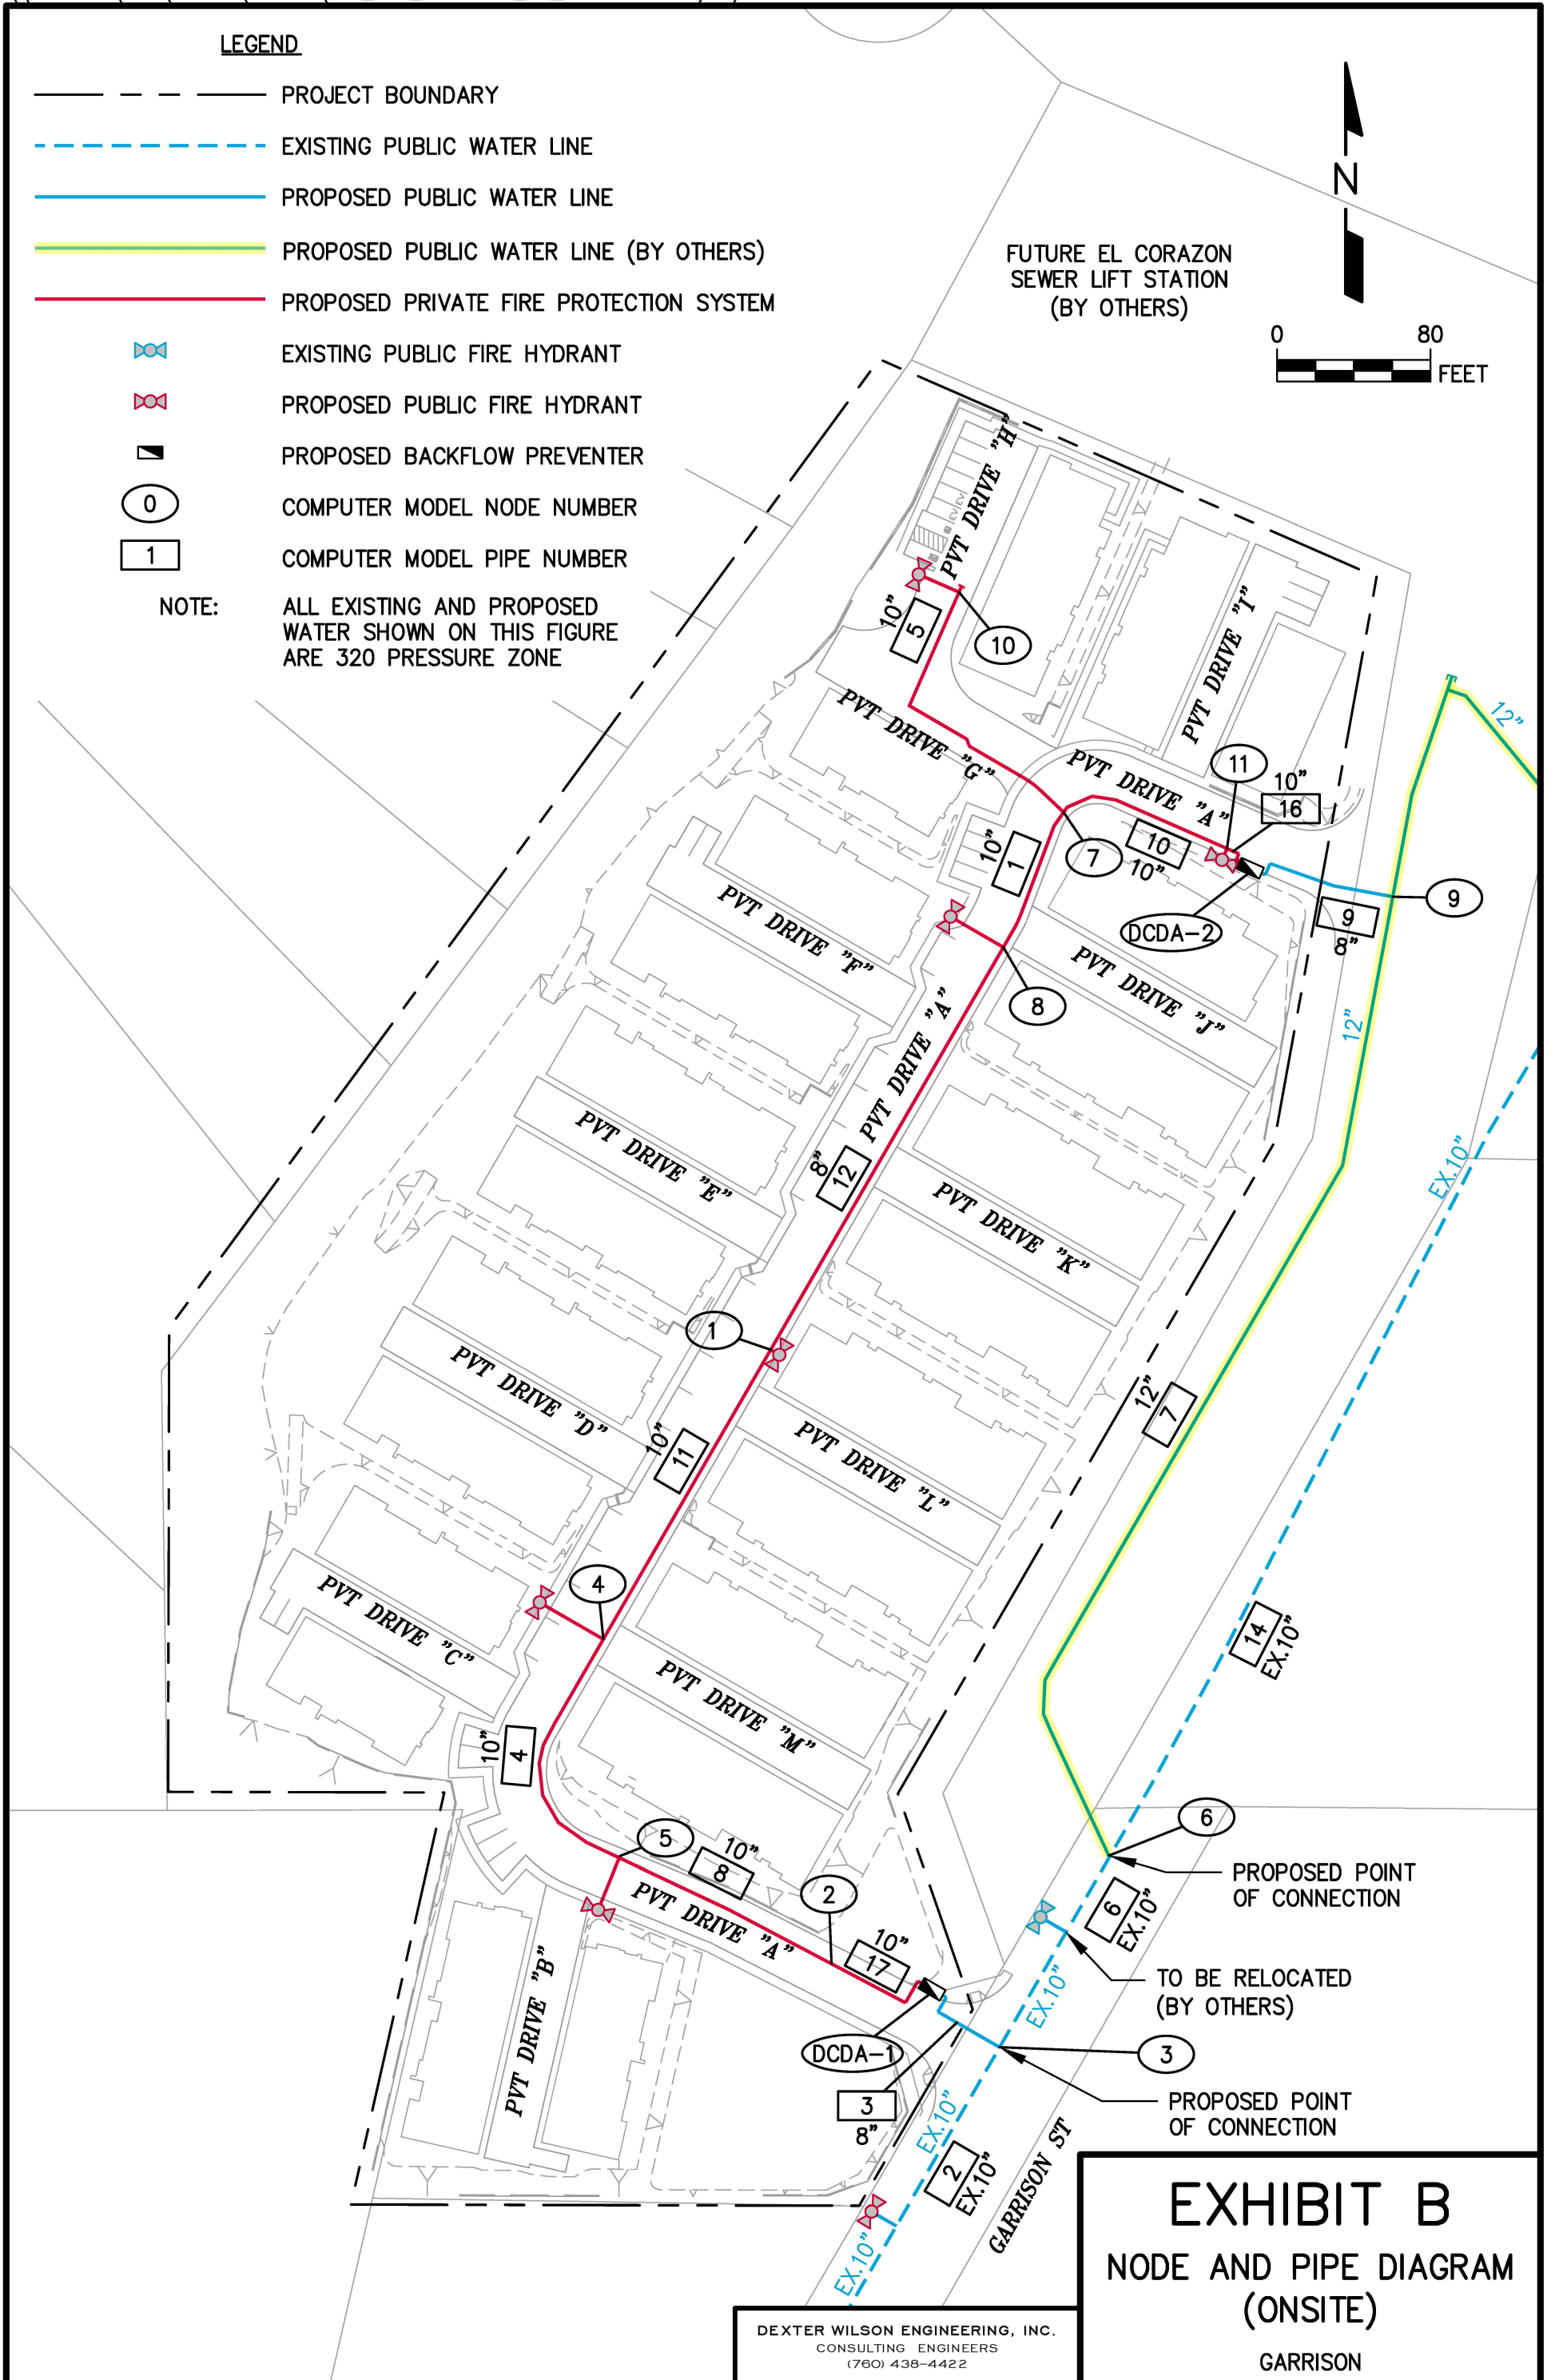 LEGEND
PROJECT BOUNDARY
EXISTING PUBLIC WATER LINE
PROPOSED PUBLIC WATER LINE
PROPOSED PUBLIC WATER LINE (BY OTHERS)
PROPOSED PRIVATE FIRE PROTECTION SYSTEM
EXISTING PUBLIC FIRE HYDRANT
PROPOSED PUBLIC FIRE HYDRANT
PROPOSED BACKFLOW PREVENTER
0 COMPUTER MODEL NODE NUMBER
1 COMPUTER MODEL PIPE NUMBER
NOTE: ALL EXISTING AND PROPOSED
WATER SHOWN ON THIS FIGURE
ARE 320 PRESSURE ZONE
N
0 80
FEET
FUTURE EL CORAZON
SEWER LIFT STATION
(BY OTHERS)
PVT DRIVE "H"
EV EV
10"
5
10
PVT DRIVE "I"
12"
PVT DRIVE "G"
PVT DRIVE "A"
11
10"
16
10"
1
7
10
10"
9
9
8"
DCDA-2
PVT DRIVE "F"
PVT DRIVE "J"
8
12"
PVT DRIVE "A"
8"
12
PVT DRIVE "E"
PVT DRIVE "K"
EX.10"
1
PVT DRIVE "D"
12"
7
10"
11
PVT DRIVE "L"
4
PVT DRIVE "C"
14
EX.10"
PVT DRIVE "M"
10"
4
5
10"
8
6
PROPOSED POINT
OF CONNECTION
2
PVT DRIVE "A"
6
EX.10"
10"
17
PVT DRIVE "B"
EX.10"
TO BE RELOCATED
(BY OTHERS)
DCDA-1
3
3
8"
PROPOSED POINT
OF CONNECTION
EX.10"
2
EX.10"
GARRISON ST
EX.10"
EXHIBIT B
NODE AND PIPE DIAGRAM
(ONSITE)
GARRISON
DEXTER WILSON ENGINEERING, INC.
CONSULTING ENGINEERS
(760) 438-4422